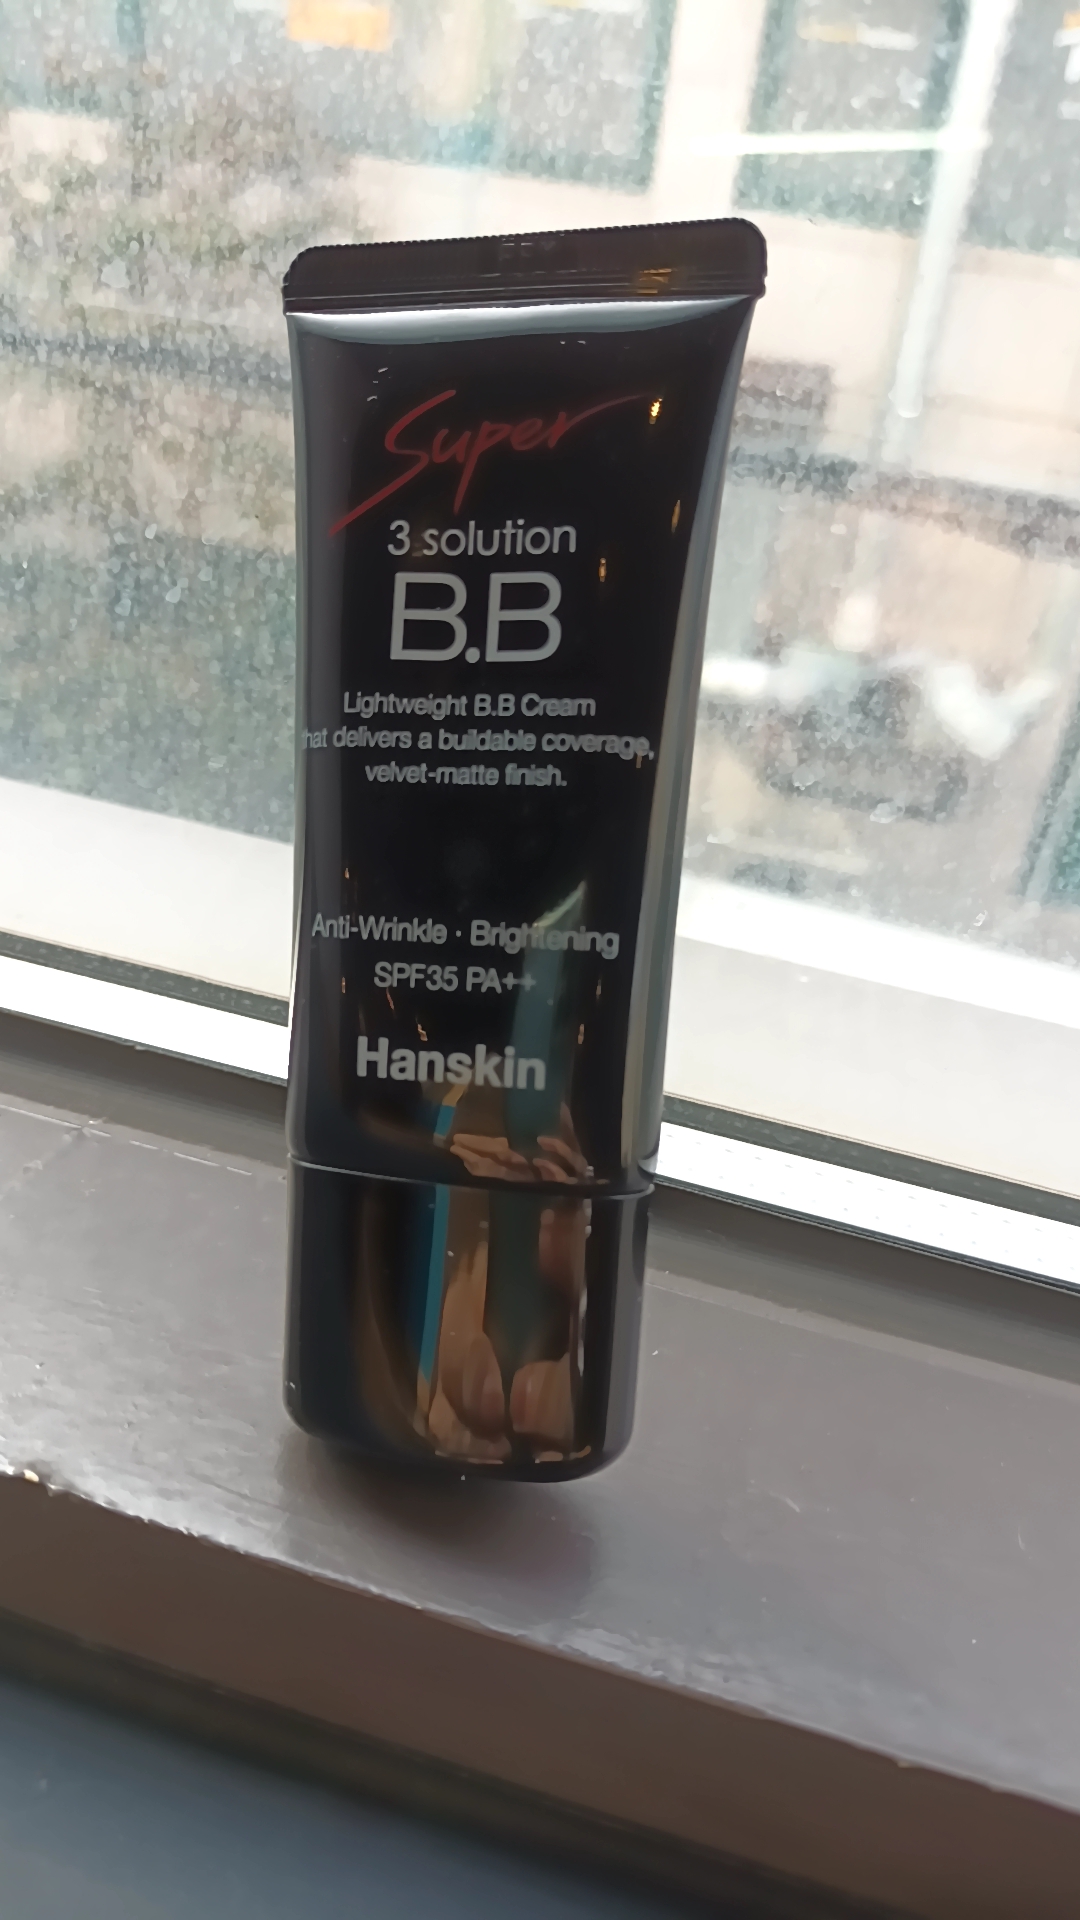 Super
3 solution
B.B
Lightweight B.B Cream
that delivers a buildable coverage,
velvet-matte finish.
Anti-Wrinkle · Brightening
SPF35 PA++
Hanskin